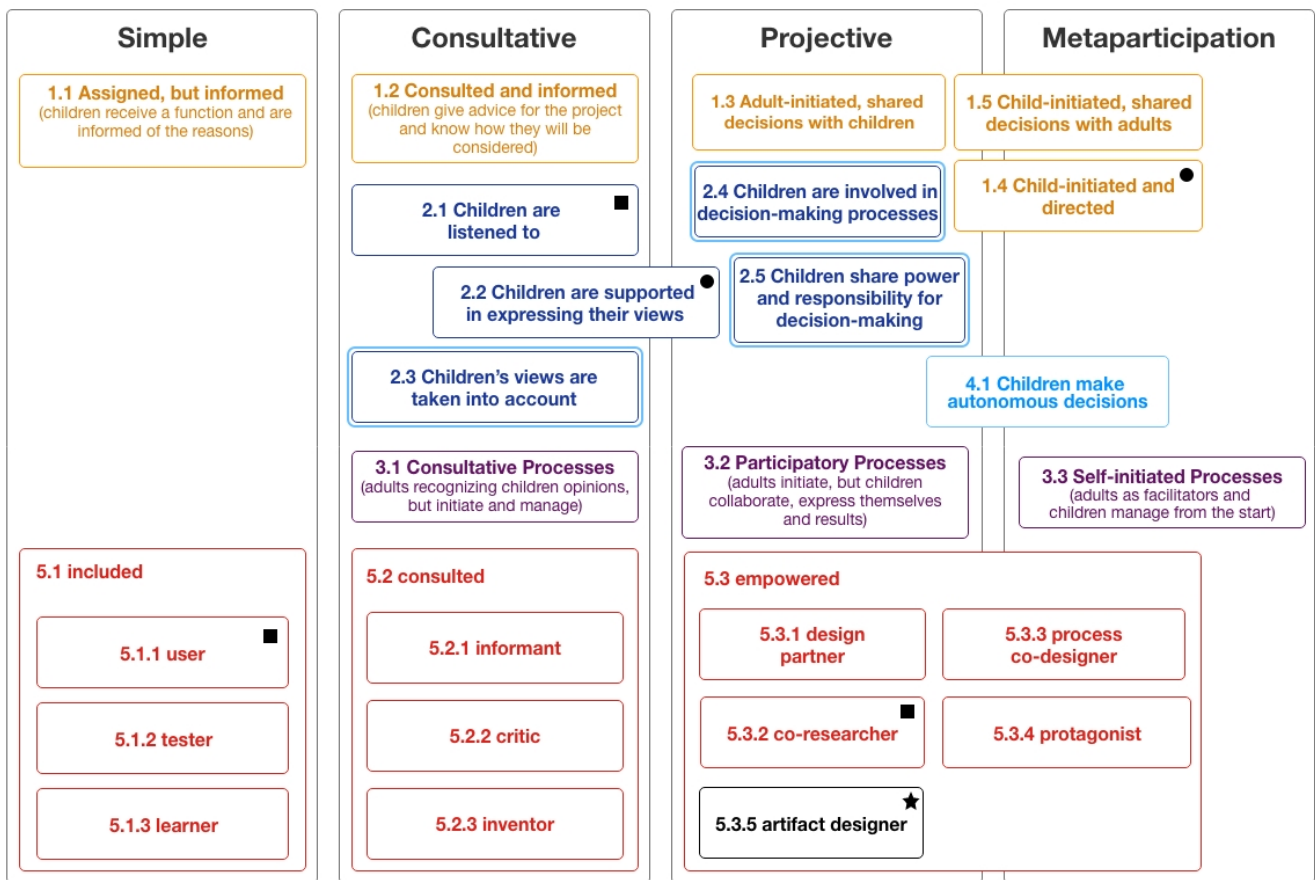 Simple
Consultative
Projective
Metaparticipation
1.1 Assigned, but informed
(children receive a function and are
informed of the reasons)
1.2 Consulted and informed
(children give advice for the project
and know how they will be
considered)
1.3 Adult-initiated, shared
decisions with children
1.5 Child-initiated, shared
decisions with adults
1.4 Child-initiated and
directed
2.1 Children are
listened to
2.4 Children are involved in
decision-making processes
2.2 Children are supported
in expressing their views
2.5 Children share power
and responsibility for
decision-making
2.3 Children’s views are
taken into account
4.1 Children make
autonomous decisions
3.1 Consultative Processes
(adults recognizing children opinions,
but initiate and manage)
3.2 Participatory Processes
(adults initiate, but children
collaborate, express themselves
and results)
3.3 Self-initiated Processes
(adults as facilitators and
children manage from the start)
5.1 included
5.1.1 user
5.1.2 tester
5.1.3 learner
5.2 consulted
5.2.1 informant
5.2.2 critic
5.2.3 inventor
5.3 empowered
5.3.1 design
partner
5.3.3 process
co-designer
5.3.2 co-researcher
5.3.4 protagonist
5.3.5 artifact designer